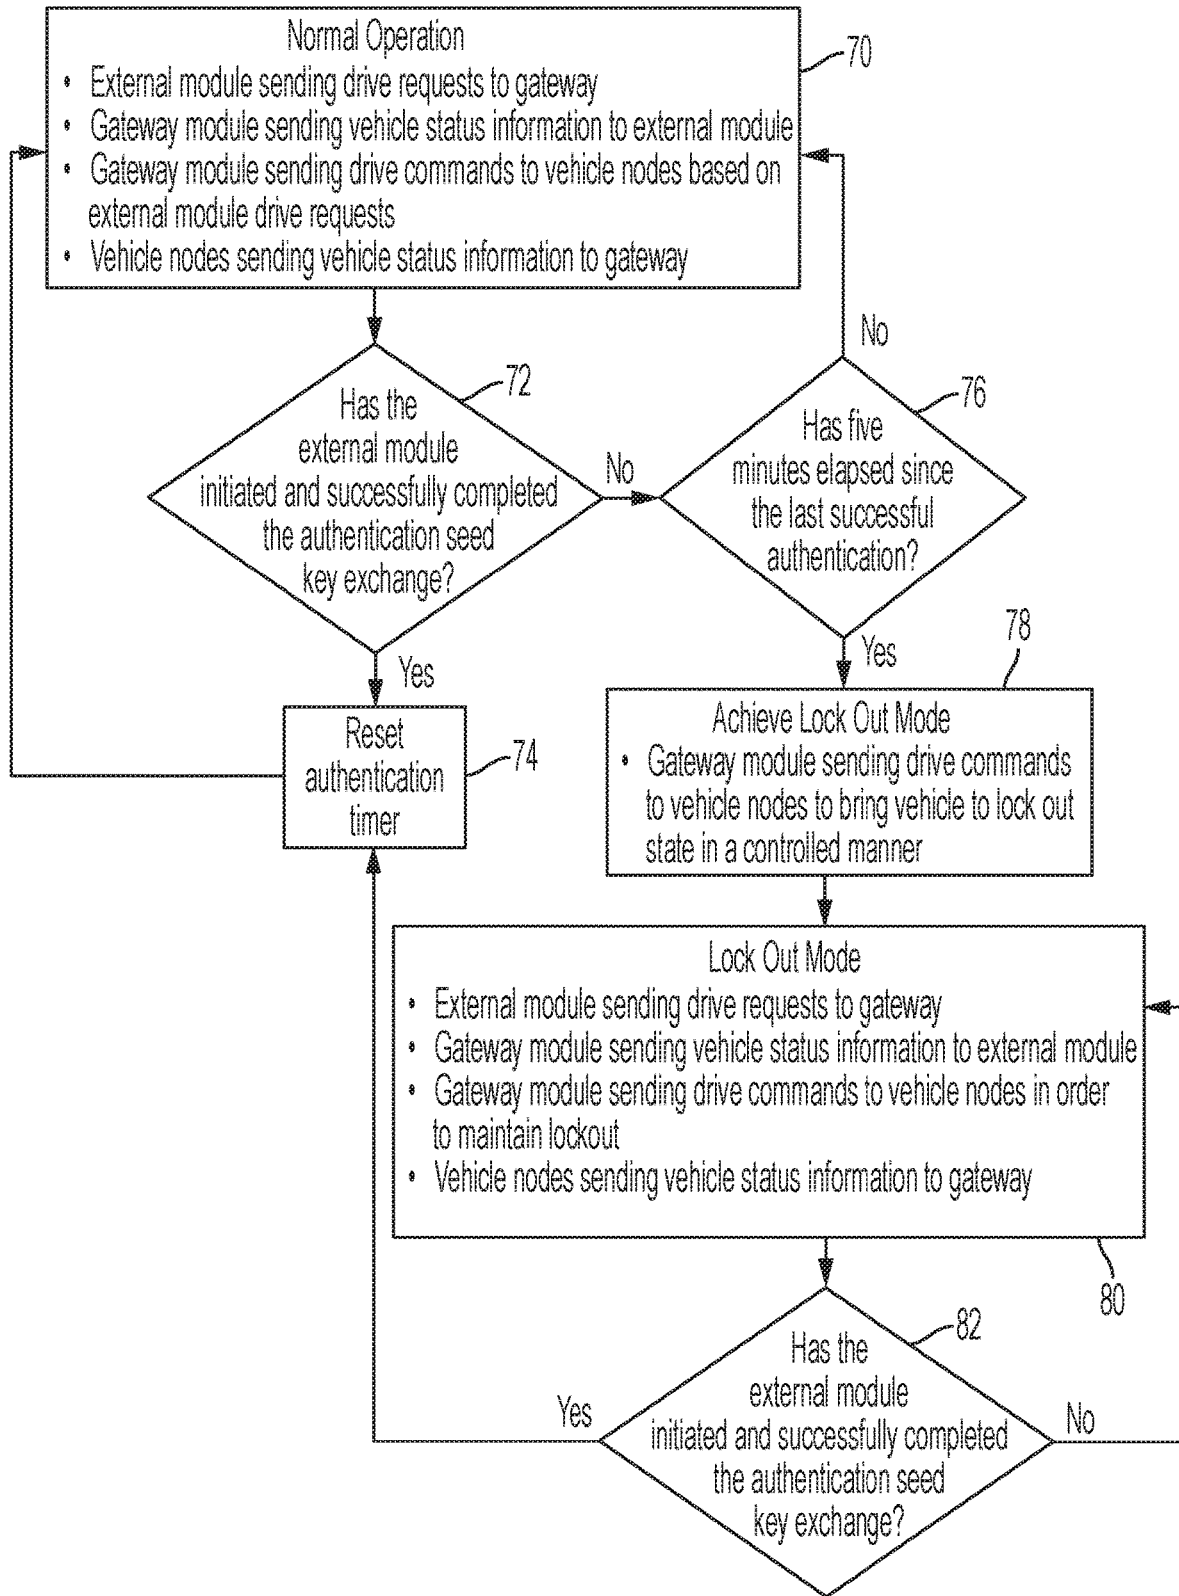 Normal Operation
• External module sending drive requests to gateway
• Gateway module sending vehicle status information to external module
• Gateway module sending drive commands to vehicle nodes based on
external module drive requests
• Vehicle nodes sending vehicle status information to gateway
70
Has the
external module
initiated and successfully completed
the authentication seed
key exchange?
72
No
Yes
Has five
minutes elapsed since
the last successful
authentication?
76
No
Yes
Reset
authentication
timer
74
Achieve Lock Out Mode
• Gateway module sending drive commands
to vehicle nodes to bring vehicle to lock out
state in a controlled manner
78
Lock Out Mode
• External module sending drive requests to gateway
• Gateway module sending vehicle status information to external module
• Gateway module sending drive commands to vehicle nodes in order
to maintain lockout
• Vehicle nodes sending vehicle status information to gateway
80
Has the
external module
initiated and successfully completed
the authentication seed
key exchange?
82
Yes
No